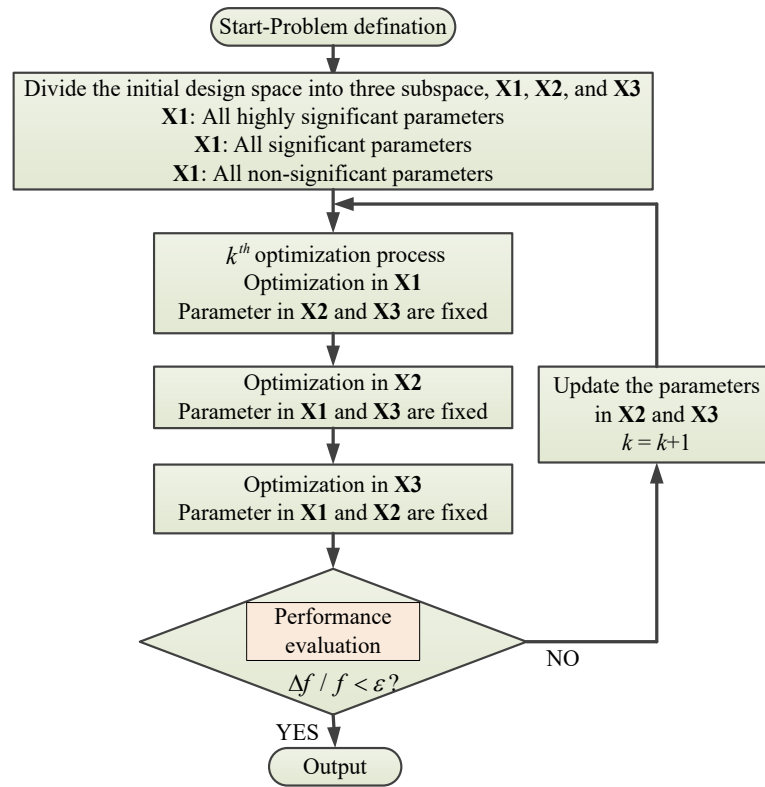 Start-Problem defination
Divide the initial design space into three subspace, X1, X2, and X3
X1: All highly significant parameters
X1: All significant parameters
X1: All non-significant parameters
k^th optimization process
Optimization in X1
Parameter in X2 and X3 are fixed
Optimization in X2
Parameter in X1 and X3 are fixed
Update the parameters
in X2 and X3
k = k+1
Optimization in X3
Parameter in X1 and X2 are fixed
Performance
evaluation
Δf / f < ε?
NO
YES
Output